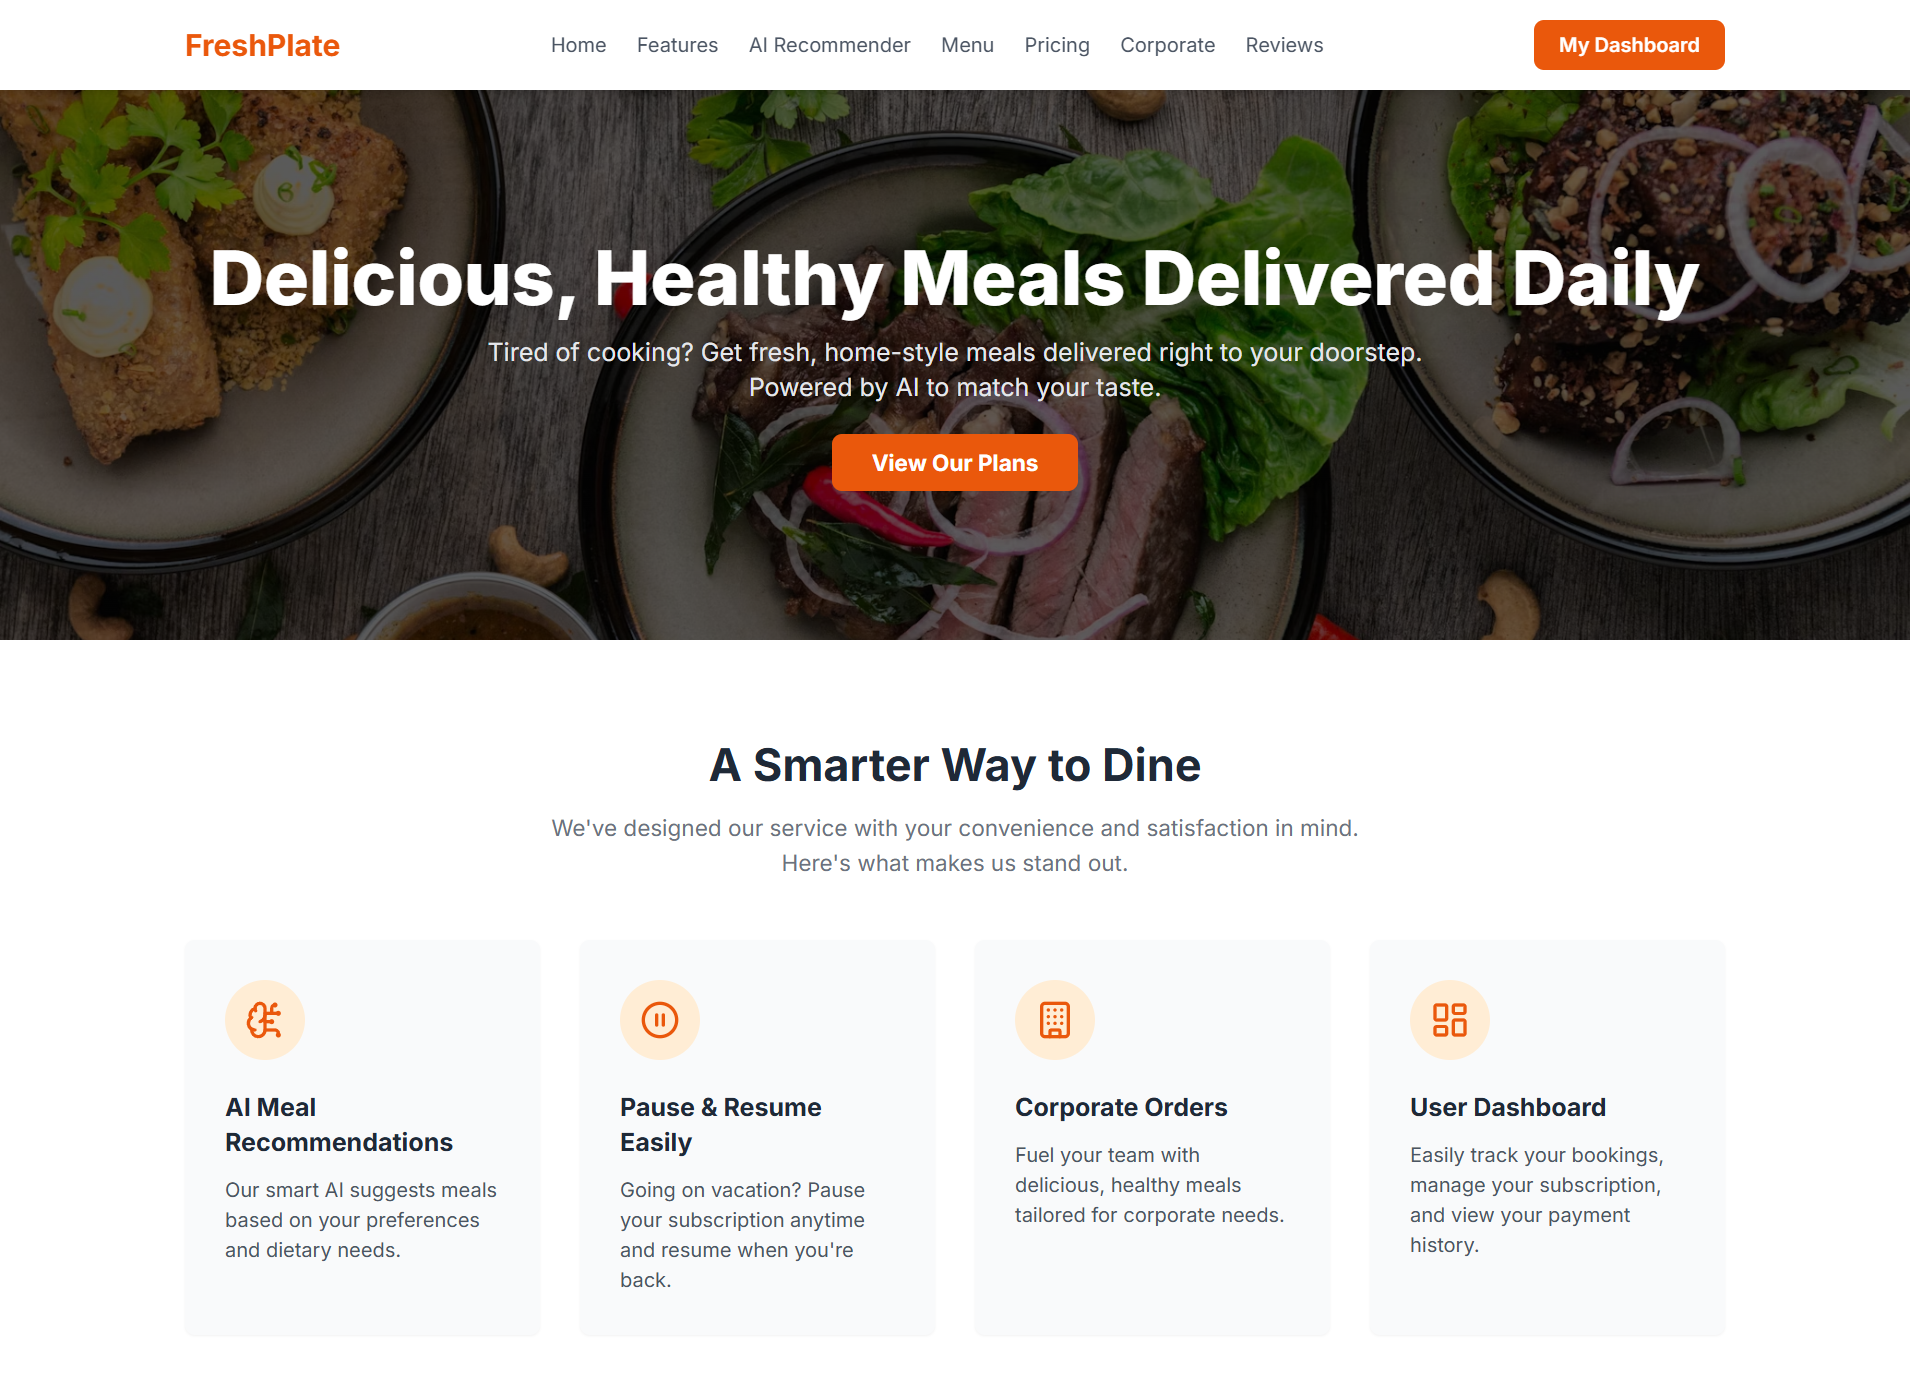 FreshPlate
Home
Features
AI Recommender
Menu
Pricing
Corporate
Reviews
My Dashboard
Delicious, Healthy Meals Delivered Daily
Tired of cooking? Get fresh, home-style meals delivered right to your doorstep.
Powered by AI to match your taste.
View Our Plans
A Smarter Way to Dine
We've designed our service with your convenience and satisfaction in mind.
Here's what makes us stand out.
AI Meal
Recommendations
Our smart AI suggests meals
based on your preferences
and dietary needs.
Pause & Resume
Easily
Going on vacation? Pause
your subscription anytime
and resume when you're
back.
Corporate Orders
Fuel your team with
delicious, healthy meals
tailored for corporate needs.
User Dashboard
Easily track your bookings,
manage your subscription,
and view your payment
history.